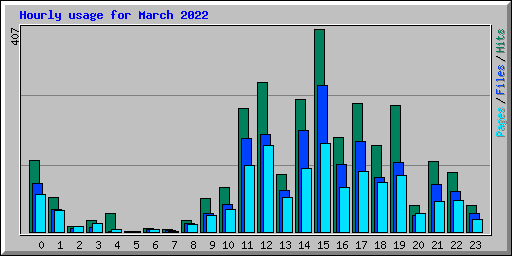 Hourly usage for March 2022
407
Pages/Files/Hits
0 1 2 3 4 5 6 7 8 9 10 11 12 13 14 15 16 17 18 19 20 21 22 23